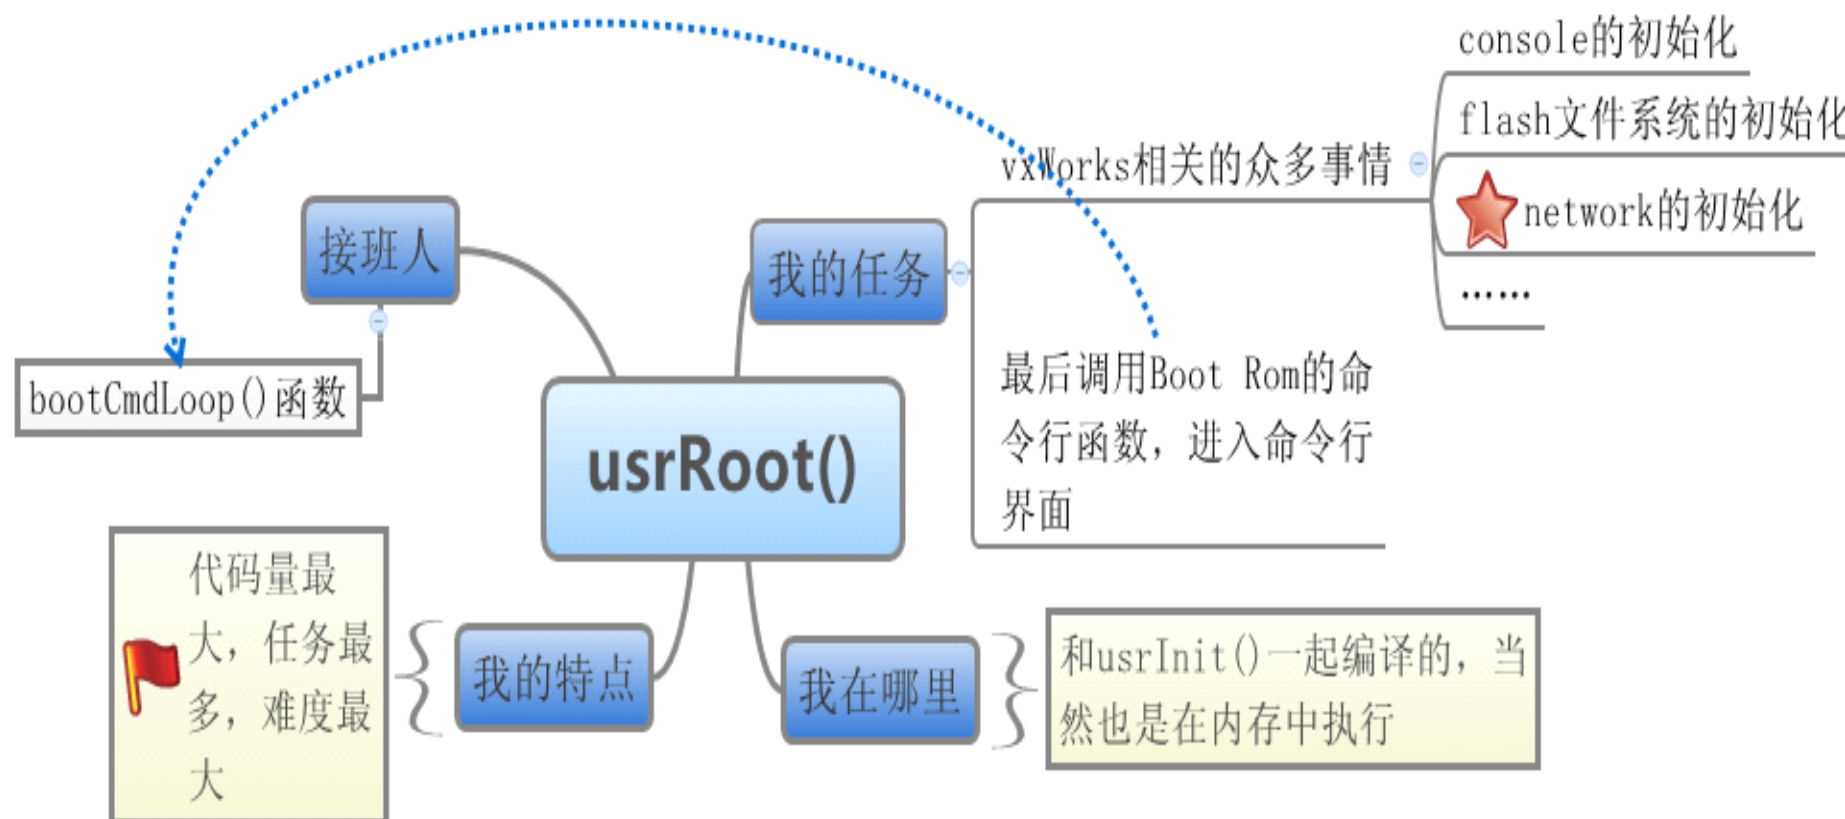 console的初始化
flash文件系统的初始化
vxWorks相关的众多事情
network的初始化
……
接班人
我的任务
bootCmdLoop()函数
最后调用Boot Rom的命
令行函数，进入命令行
界面
usrRoot()
代码量最
大，任务最
多，难度最
大
我的特点
我在哪里
和usrInit()一起编译的，当
然也是在内存中执行